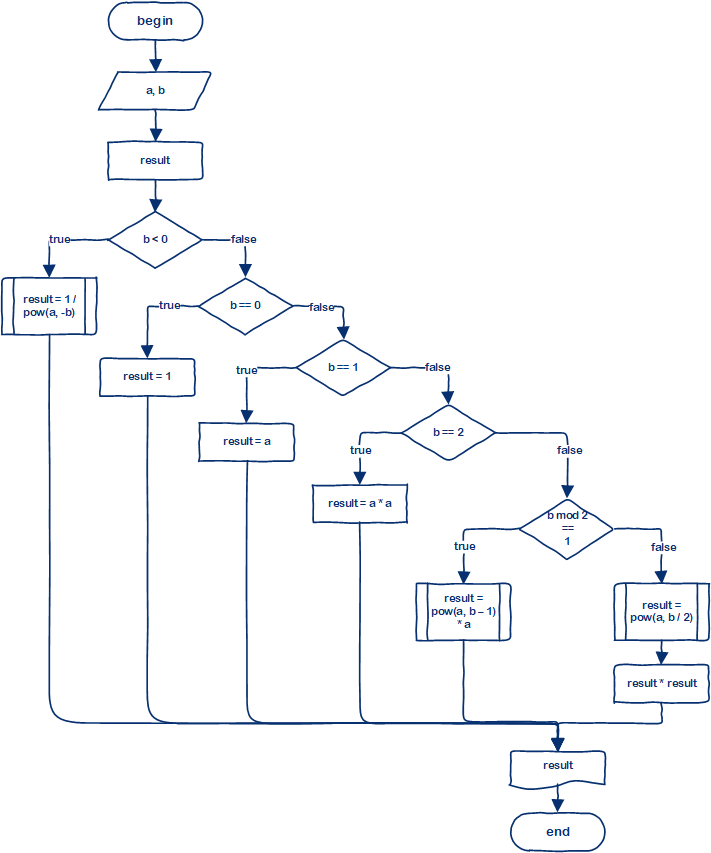 begin
a, b
result
b < 0
true
false
result = 1 /
pow(a, -b)
b == 0
true
false
result = 1
b == 1
true
false
result = a
b == 2
true
false
result = a * a
b mod 2
==
1
true
false
result =
pow(a, b – 1)
* a
result =
pow(a, b / 2)
result * result
result
end